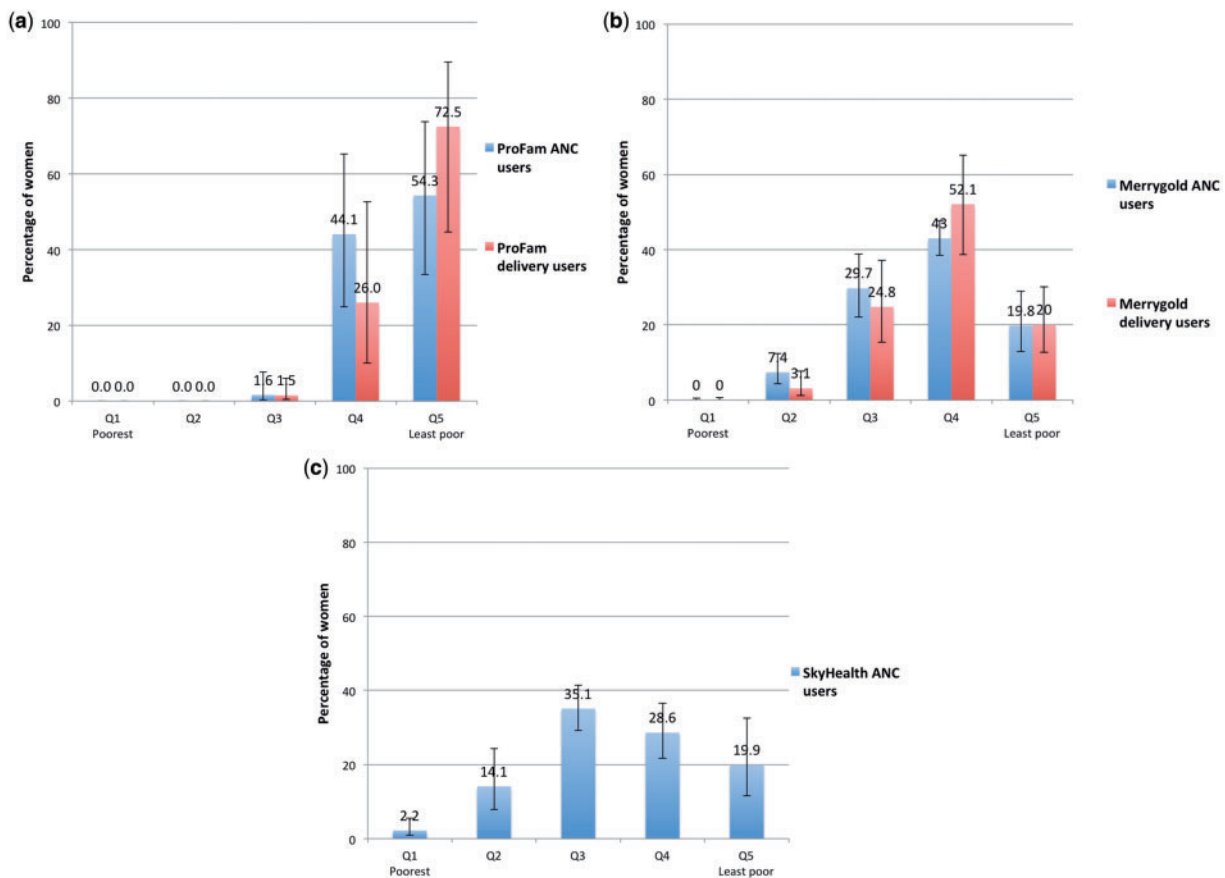 (a)
Percentage of women
100
80
60
40
20
0
0.0 0.0
0.0 0.0
1.6 1.5
44.1
26.0
54.3
72.5
Q1 Q2 Q3 Q4 Q5
Poorest Least poor
ProFam ANC
users
ProFam
delivery users
(b)
Percentage of women
100
80
60
40
20
0
0 0
7.4
3.1
29.7
24.8
43
52.1
19.8 20
Q1 Q2 Q3 Q4 Q5
Poorest Least poor
Merrygold ANC
users
Merrygold
delivery users
(c)
Percentage of women
100
80
60
40
20
0
2.2
14.1
35.1
28.6
19.9
Q1 Q2 Q3 Q4 Q5
Poorest Least poor
SkyHealth ANC
users